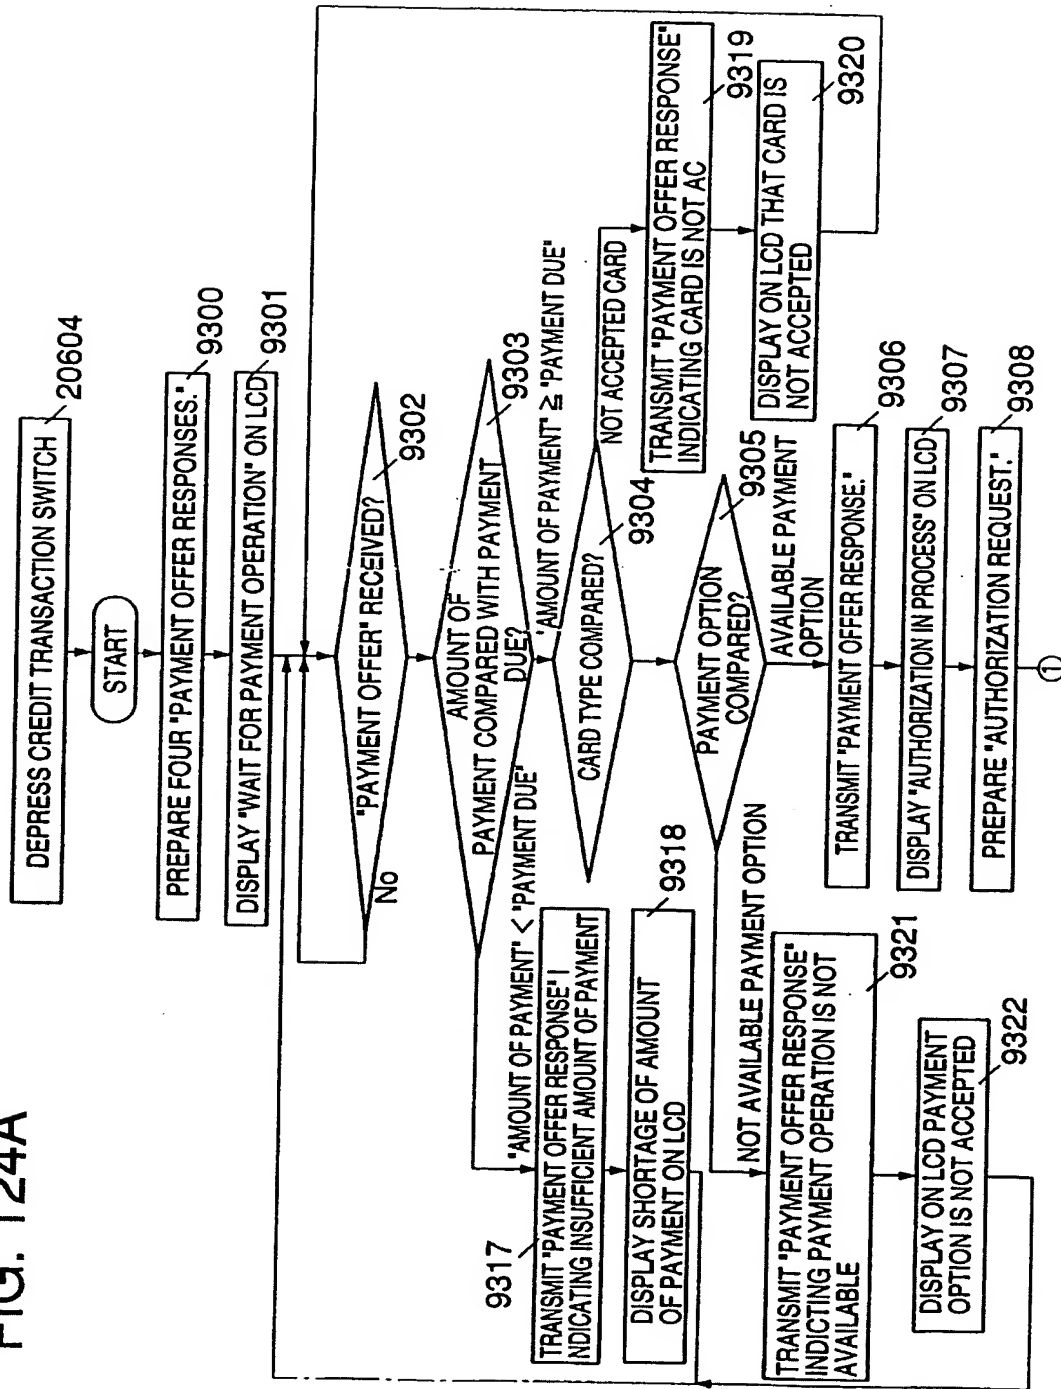 FIG. 124A
DEPRESS CREDIT TRANSACTION SWITCH
20604
START
PREPARE FOUR "PAYMENT OFFER RESPONSES."
9300
DISPLAY "WAIT FOR PAYMENT OPERATION" ON LCD
9301
"PAYMENT OFFER" RECEIVED?
9302
No
AMOUNT OF
PAYMENT COMPARED WITH PAYMENT
DUE?
9303
"AMOUNT OF PAYMENT" < "PAYMENT DUE"
"AMOUNT OF PAYMENT" ≧ "PAYMENT DUE"
9317
TRANSMIT "PAYMENT OFFER RESPONSE" I
NDICATING INSUFFICIENT AMOUNT OF PAYMENT
DISPLAY SHORTAGE OF AMOUNT
OF PAYMENT ON LCD
9318
CARD TYPE COMPARED?
9304
NOT ACCEPTED CARD
TRANSMIT "PAYMENT OFFER RESPONSE"
INDICATING CARD IS NOT AC
9319
DISPLAY ON LCD THAT CARD IS
NOT ACCEPTED
9320
PAYMENT OPTION
COMPARED?
9305
NOT AVAILABLE PAYMENT OPTION
AVAILABLE PAYMENT
OPTION
TRANSMIT "PAYMENT OFFER RESPONSE"
INDICTING PAYMENT OPERATION IS NOT
AVAILABLE
9321
DISPLAY ON LCD PAYMENT
OPTION IS NOT ACCEPTED
9322
TRANSMIT "PAYMENT OFFER RESPONSE."
9306
DISPLAY "AUTHORIZATION IN PROCESS" ON LCD
9307
PREPARE "AUTHORIZATION REQUEST."
9308
①